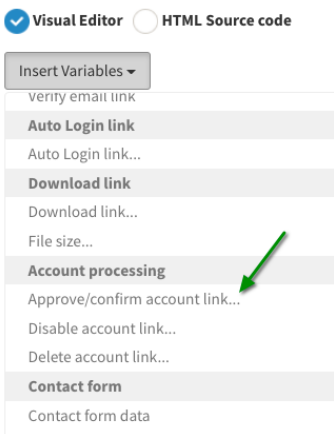 Visual Editor HTML Source code
Insert Variables
Verify email link
Auto Login link
Auto Login link...
Download link
Download link...
File size...
Account processing
Approve/confirm account link...
Disable account link...
Delete account link...
Contact form
Contact form data